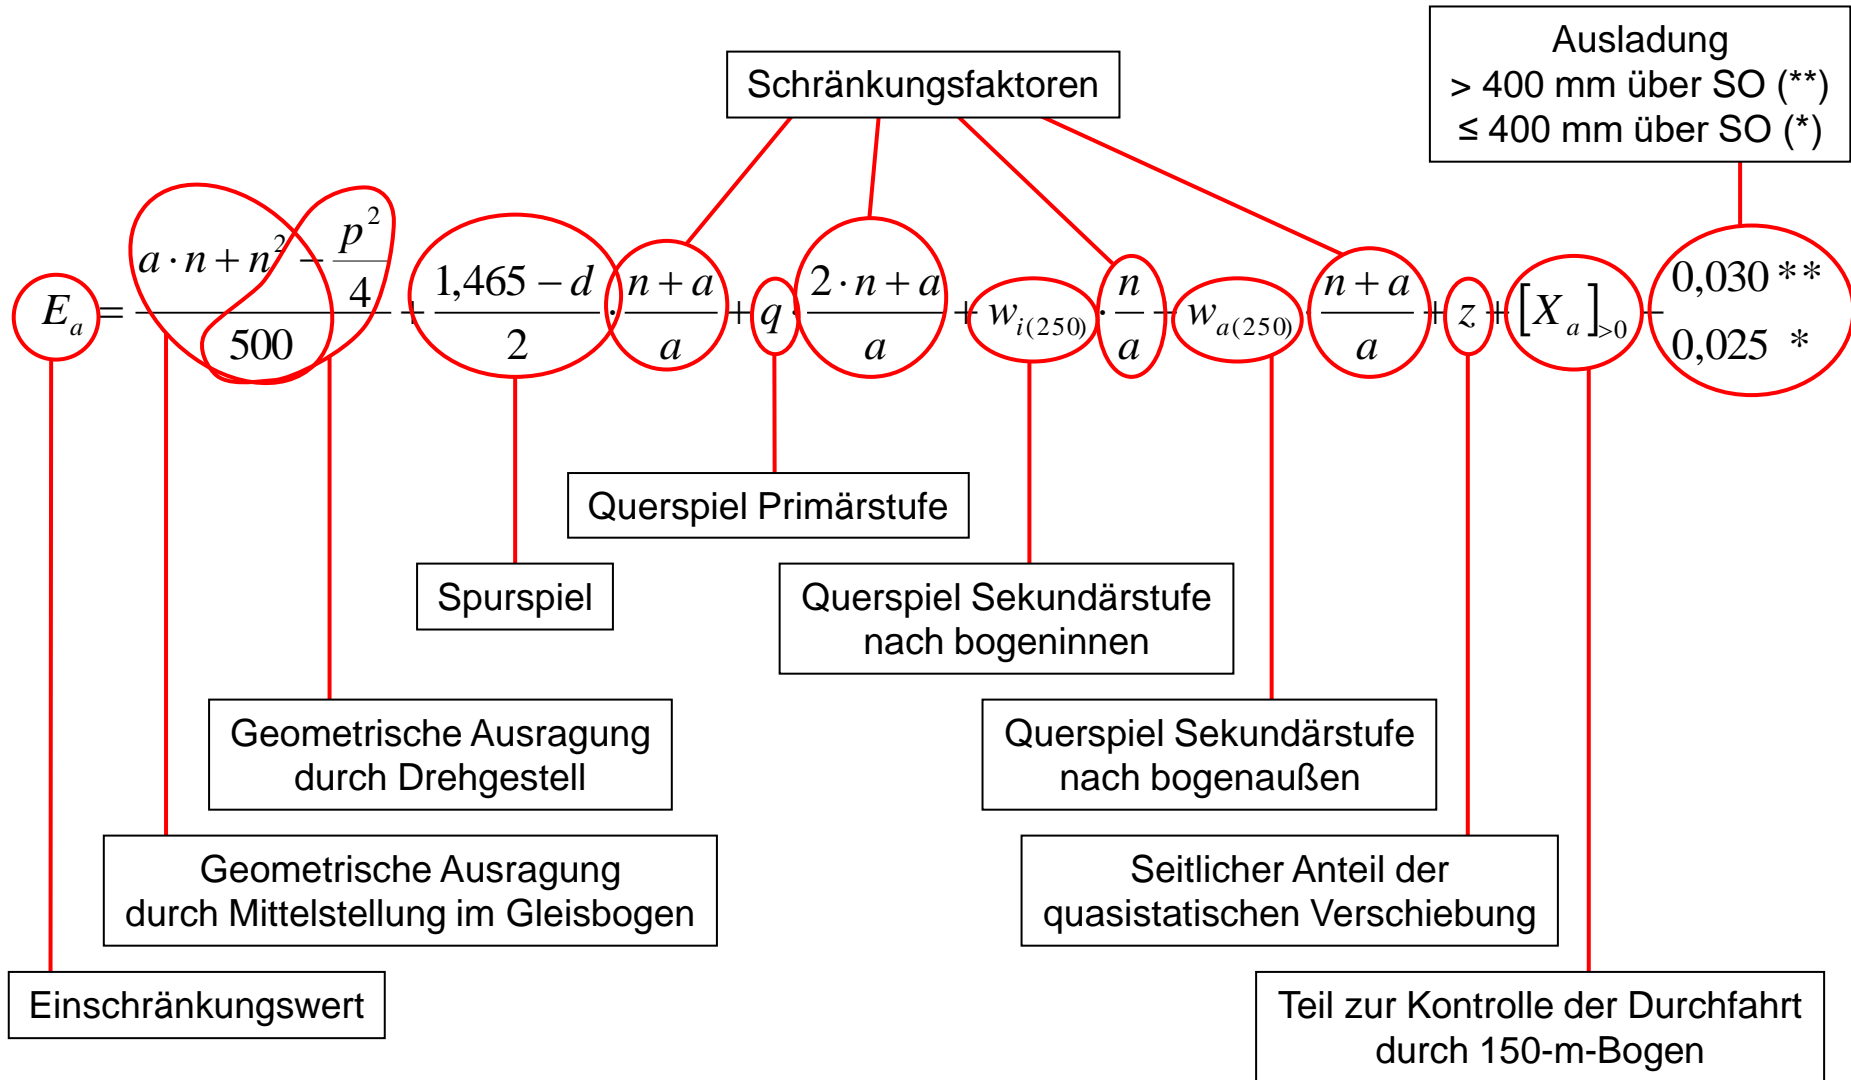 Ausladung
> 400 mm über SO (**)
≤ 400 mm über SO (*)
Schränkungsfaktoren
E_a = (a · n + n² − p²/4)/500 + (1,465 − d)/2 · (n + a)/a + q · (2 · n + a)/a + w_i(250) · n/a + w_a(250) · (n + a)/a + z + [X_a]_>0 − 0,030 **
0,025 *
Querspiel Primärstufe
Spurspiel
Querspiel Sekundärstufe
nach bogeninnen
Geometrische Ausragung
durch Drehgestell
Querspiel Sekundärstufe
nach bogenaußen
Geometrische Ausragung
durch Mittelstellung im Gleisbogen
Seitlicher Anteil der
quasistatischen Verschiebung
Einschränkungswert
Teil zur Kontrolle der Durchfahrt
durch 150-m-Bogen